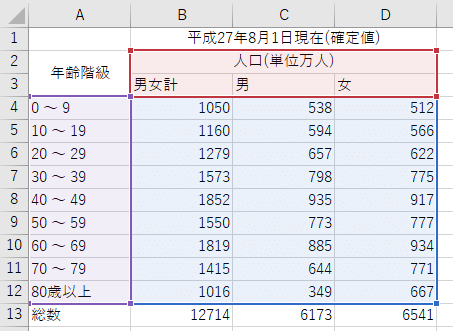 A B C D
1 平成27年8月1日現在(確定値)
2 年齢階級 人口(単位万人)
3 男女計 男 女
4 0 ～ 9 1050 538 512
5 10 ～ 19 1160 594 566
6 20 ～ 29 1279 657 622
7 30 ～ 39 1573 798 775
8 40 ～ 49 1852 935 917
9 50 ～ 59 1550 773 777
10 60 ～ 69 1819 885 934
11 70 ～ 79 1415 644 771
12 80歳以上 1016 349 667
13 総数 12714 6173 6541